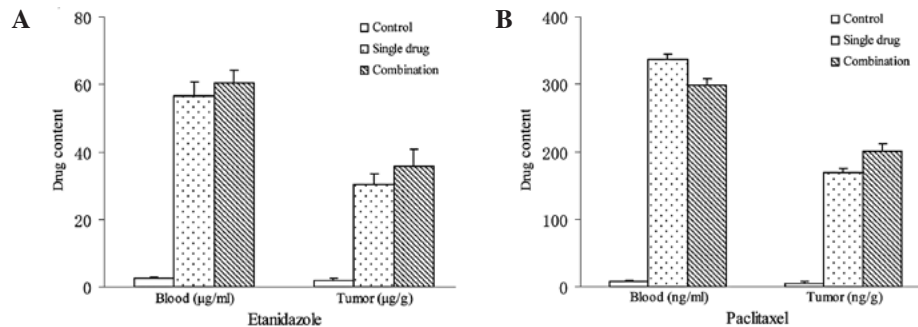 A
80
60
40
20
0
Drug content
Control
Single drug
Combination
Blood (μg/ml)
Tumor (μg/g)
Etanidazole
B
400
300
200
100
0
Drug content
Control
Single drug
Combination
Blood (ng/ml)
Tumor (ng/g)
Paclitaxel